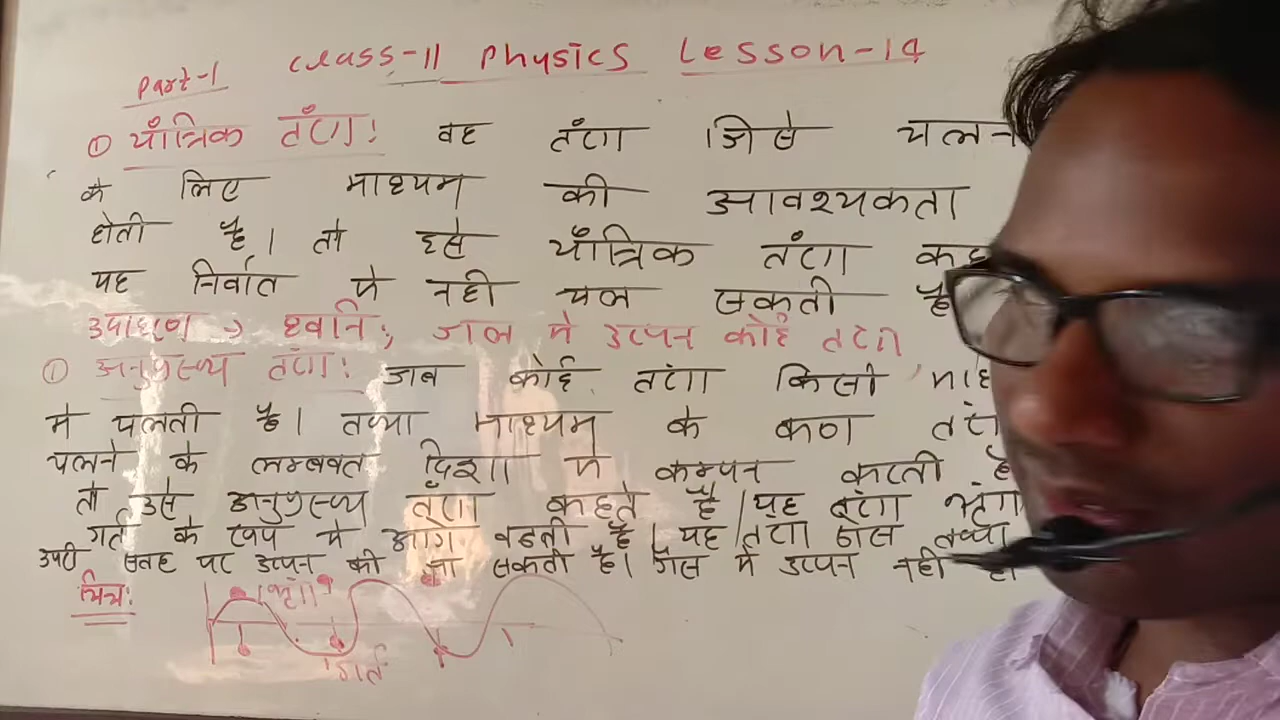 Class-11 Physics Lesson-14
Part-1
① याँत्रिक तंरग: वह तंरग जिसे चलन
के लिए माध्यम की आवश्यकता
होती है। तो इसे याँत्रिक तंरग कह
यह निर्वात मे नही चल सकती है
उदाहरण → ध्वनि; जल मे उत्पन कोई तरंग
① अनुप्रस्थ तंरग: जब कोई तंरग किसी माध
मे चलती है। तथा माध्यम के कण तरं
चलने के लम्बवत दिशा मे कम्पन करती है
तो उसे अनुप्रस्थ तंरग कहते है। यह तंरग श्रंग
गर्त के रूप मे आगे बढती है। यह तंरग ठोस तथा
उपरी सतह पर उत्पन की जा सकती है। गैस मे उत्पन नही हो
चित्र:
श्रंग
गर्त